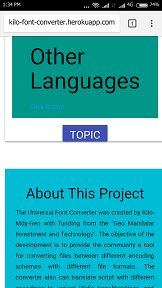 1:34 PM
4G
74%
kilo-font-converter.herokuapp.com
1
Other
Languages
TOPIC
About This Project
The Universal Font Converter was created by Kilo-
Mdy-Geo with funding from the "Geo Mandalar
Investment and Technology". The objective of the
development is to provide the community a tool
for converting files between different encoding
schemes with different file formats. The
converter also can translate script with different